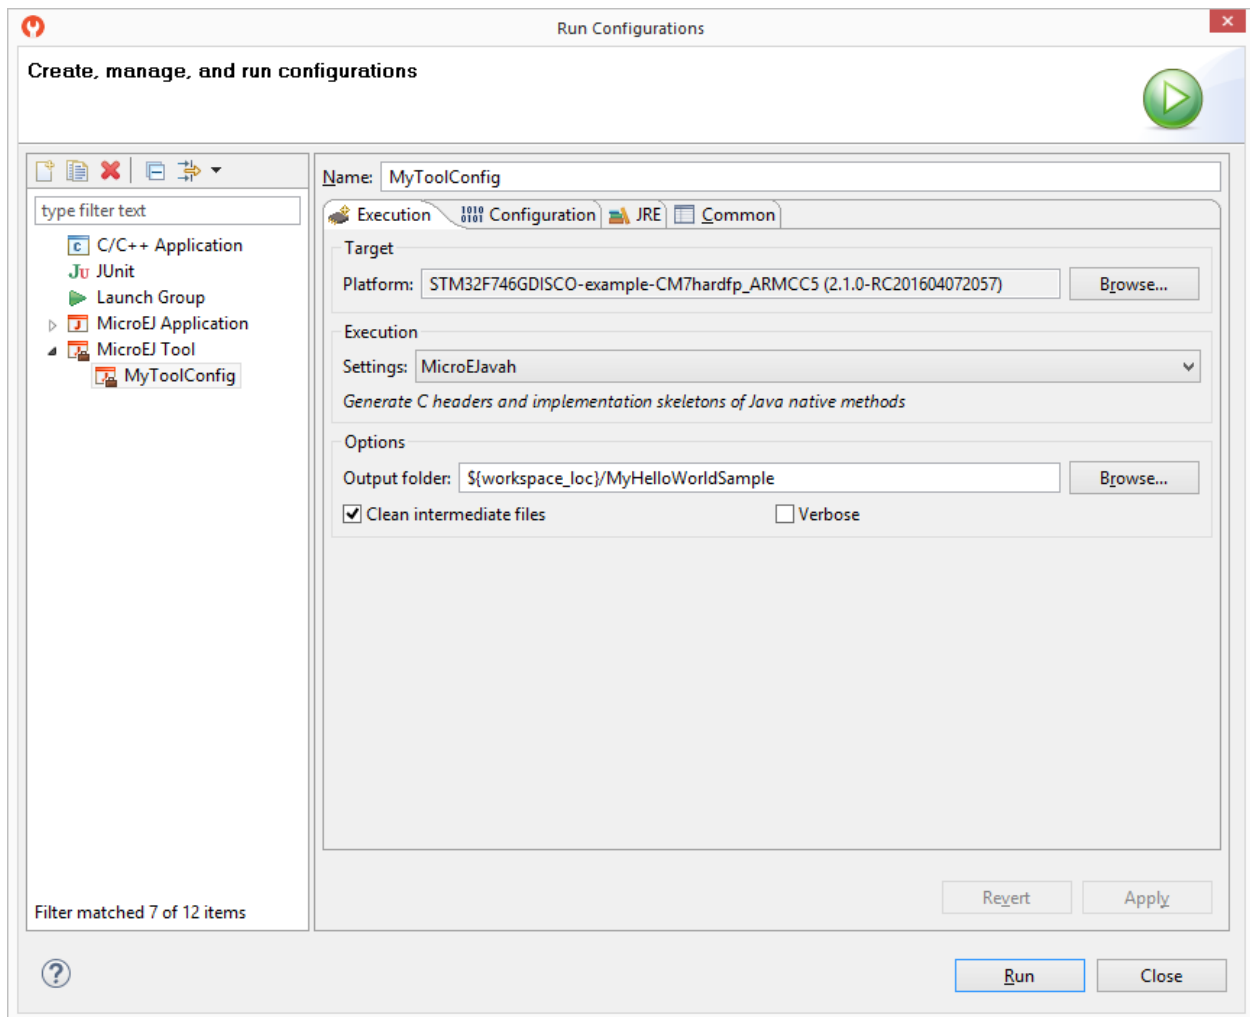 Run Configurations
Create, manage, and run configurations
type filter text
C/C++ Application
JUnit
Launch Group
MicroEJ Application
MicroEJ Tool
MyToolConfig
Filter matched 7 of 12 items
Name: MyToolConfig
Execution Configuration JRE Common
Target
Platform: STM32F746GDISCO-example-CM7hardfp_ARMCC5 (2.1.0-RC201604072057) Browse...
Execution
Settings: MicroEJavah
Generate C headers and implementation skeletons of Java native methods
Options
Output folder: ${workspace_loc}/MyHelloWorldSample Browse...
Clean intermediate files Verbose
Revert Apply
Run Close